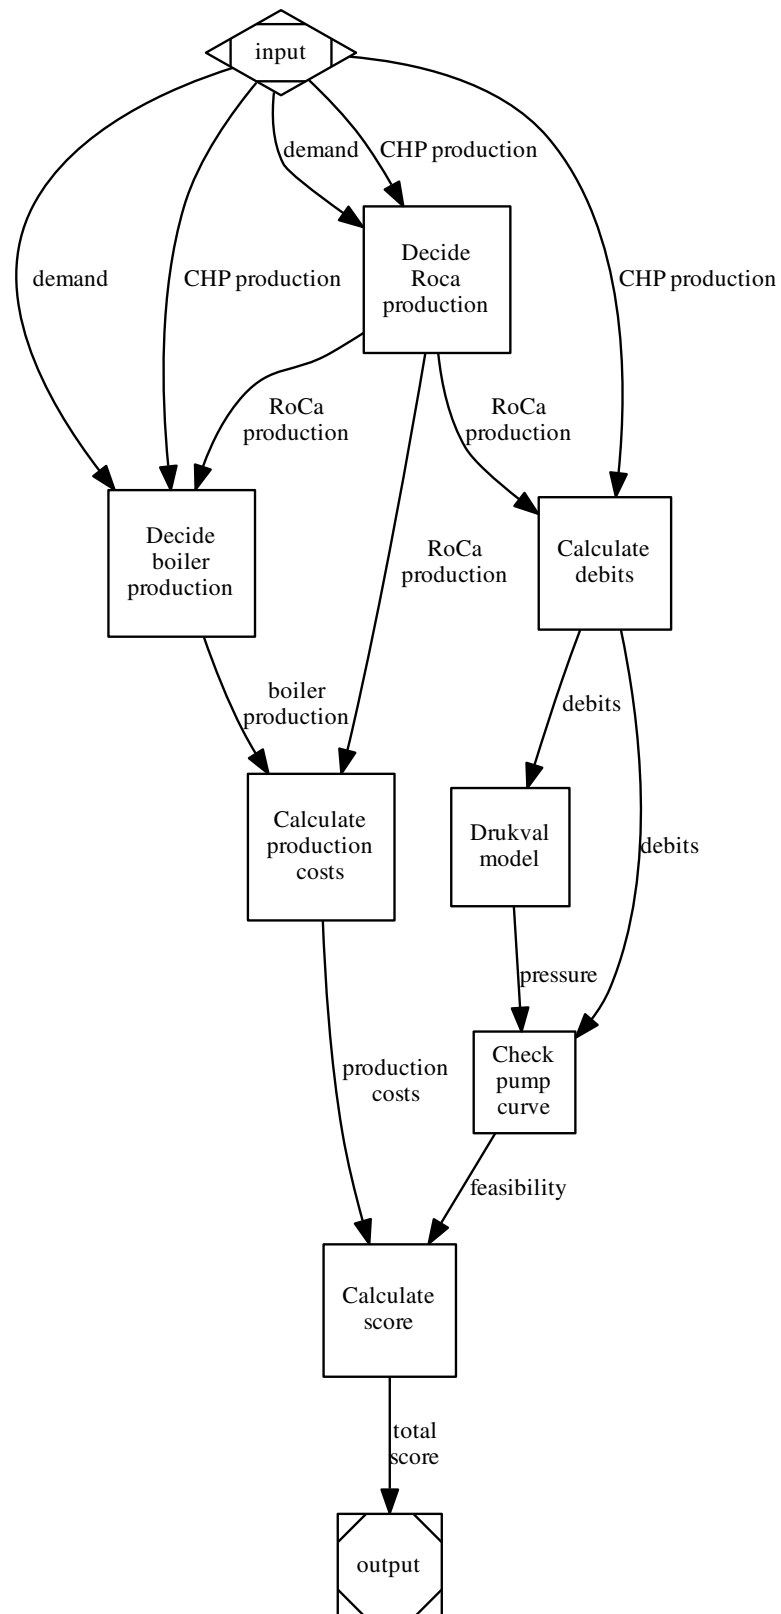 input
demand
CHP production
Decide
Roca
production
demand
CHP production
CHP production
RoCa
production
RoCa
production
Decide
boiler
production
RoCa
production
Calculate
debits
boiler
production
debits
Calculate
production
costs
Drukval
model
debits
pressure
production
costs
Check
pump
curve
feasibility
Calculate
score
total
score
output